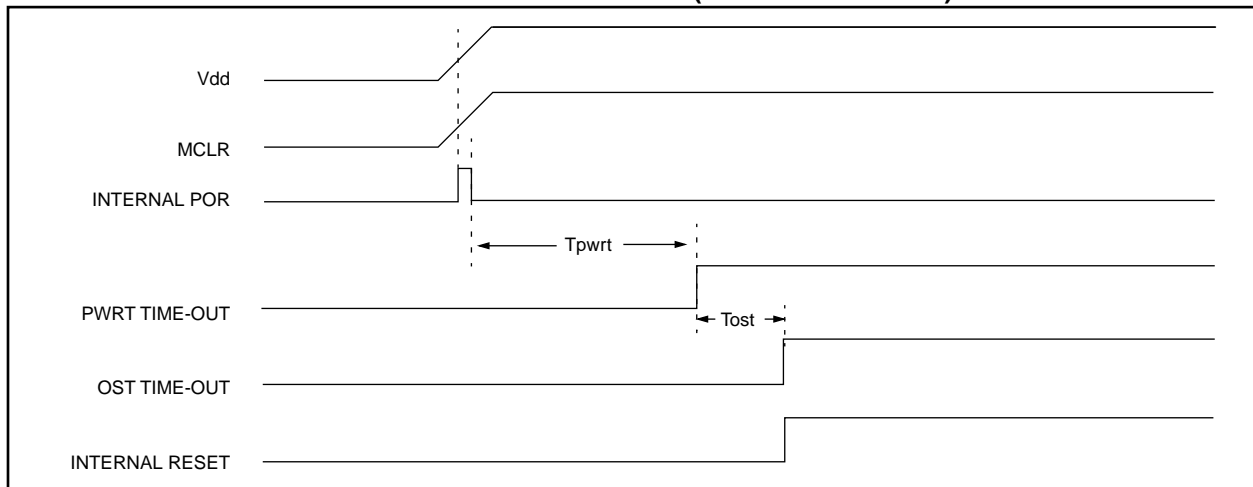 Vdd
MCLR
INTERNAL POR
Tpwrt
PWRT TIME-OUT
Tost
OST TIME-OUT
INTERNAL RESET